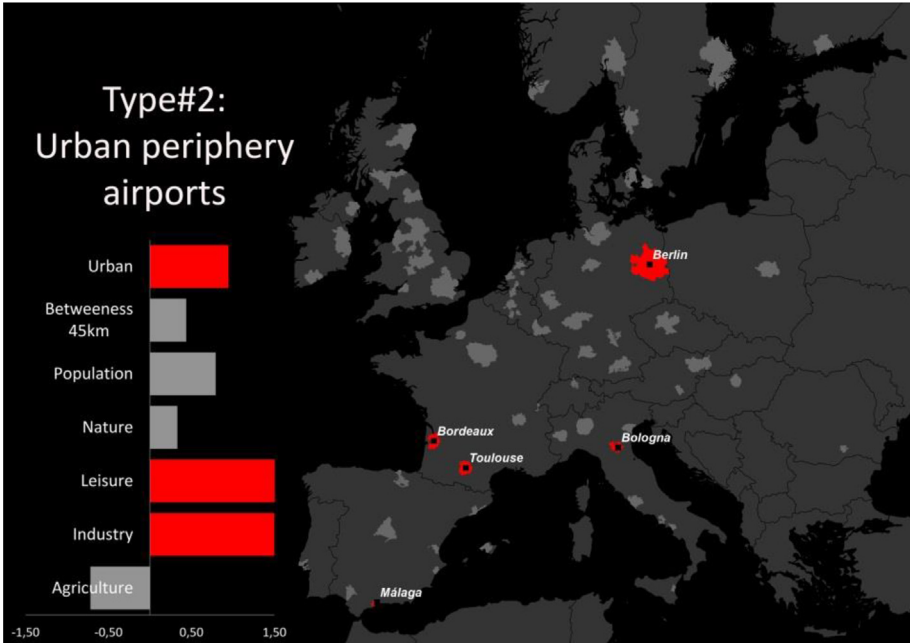 Type#2:
Urban periphery
airports
Urban
Betweeness
45km
Population
Nature
Leisure
Industry
Agriculture
-1,50
-0,50
0,50
1,50
Berlin
Bordeaux
Toulouse
Bologna
Málaga